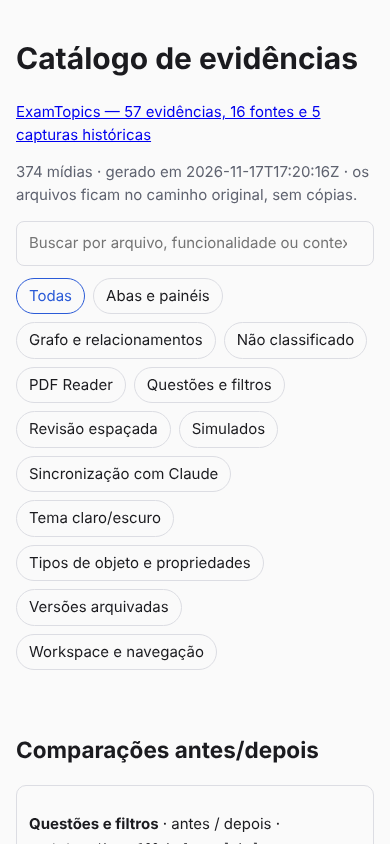 Catálogo de evidências
ExamTopics — 57 evidências, 16 fontes e 5
capturas históricas
374 mídias · gerado em 2026-11-17T17:20:16Z · os
arquivos ficam no caminho original, sem cópias.
Buscar por arquivo, funcionalidade ou conte›
Todas
Abas e painéis
Grafo e relacionamentos
Não classificado
PDF Reader
Questões e filtros
Revisão espaçada
Simulados
Sincronização com Claude
Tema claro/escuro
Tipos de objeto e propriedades
Versões arquivadas
Workspace e navegação
Comparações antes/depois
Questões e filtros · antes / depois ·